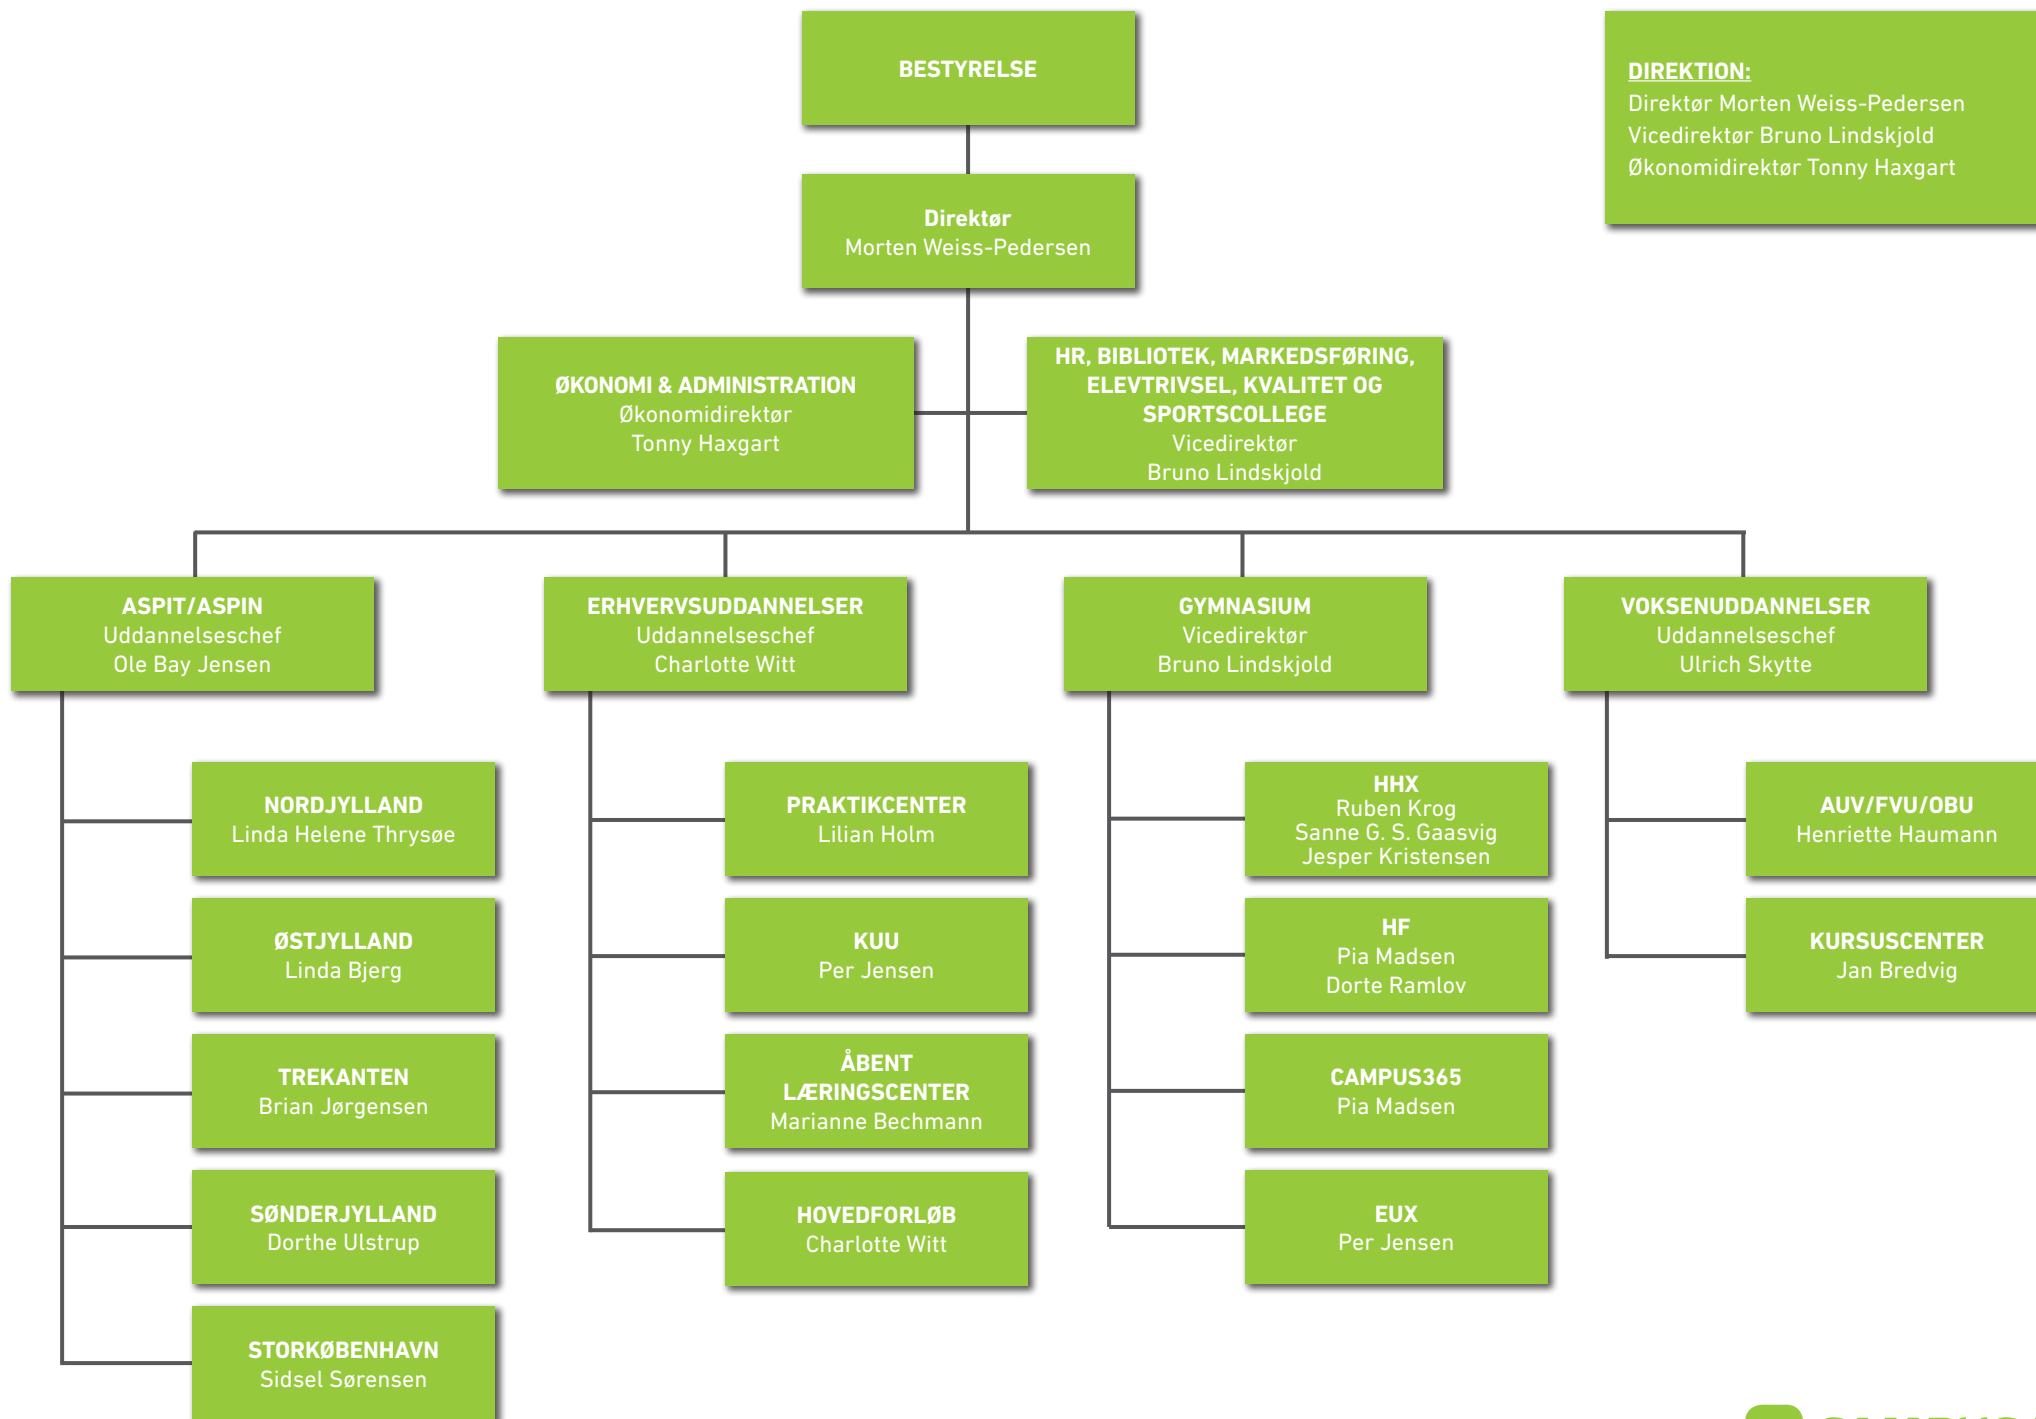 BESTYRELSE
DIREKTION:
Direktør Morten Weiss-Pedersen
Vicedirektør Bruno Lindskjold
Økonomidirektør Tonny Haxgart
Direktør
Morten Weiss-Pedersen
ØKONOMI & ADMINISTRATION
Økonomidirektør
Tonny Haxgart
HR, BIBLIOTEK, MARKEDSFØRING,
ELEVTRIVSEL, KVALITET OG
SPORTSCOLLEGE
Vicedirektør
Bruno Lindskjold
ASPIT/ASPIN
Uddannelseschef
Ole Bay Jensen
ERHVERVSUDDANNELSER
Uddannelseschef
Charlotte Witt
GYMNASIUM
Vicedirektør
Bruno Lindskjold
VOKSENUDDANNELSER
Uddannelseschef
Ulrich Skytte
NORDJYLLAND
Linda Helene Thrysøe
ØSTJYLLAND
Linda Bjerg
TREKANTEN
Brian Jørgensen
SØNDERJYLLAND
Dorthe Ulstrup
STORKØBENHAVN
Sidsel Sørensen
PRAKTIKCENTER
Lilian Holm
KUU
Per Jensen
ÅBENT
LÆRINGSCENTER
Marianne Bechmann
HOVEDFORLØB
Charlotte Witt
HHX
Ruben Krog
Sanne G. S. Gaasvig
Jesper Kristensen
HF
Pia Madsen
Dorte Ramlov
CAMPUS365
Pia Madsen
EUX
Per Jensen
AUV/FVU/OBU
Henriette Haumann
KURSUSCENTER
Jan Bredvig